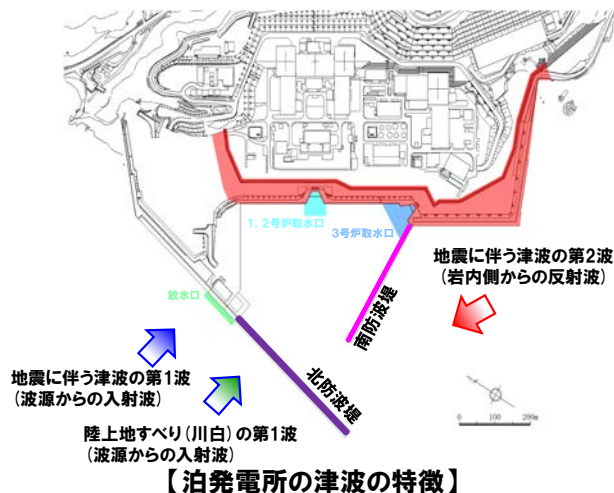 1, 2号炉取水口
3号炉取水口
地震に伴う津波の第2波
(岩内側からの反射波)
放水口
南防波堤
北防波堤
地震に伴う津波の第1波
(波源からの入射波)
陸上地すべり(川白)の第1波
(波源からの入射波)
0 100 200m
【泊発電所の津波の特徴】